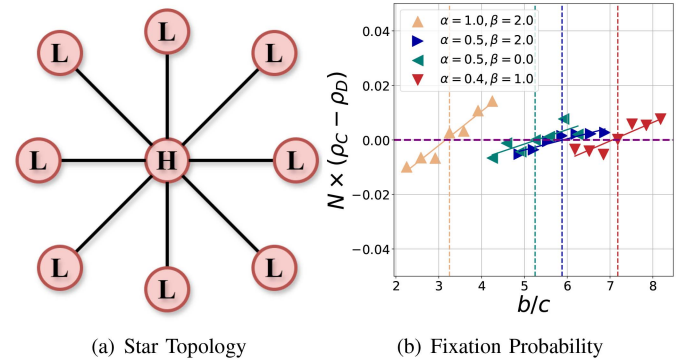 L
L
L
L
H
L
L
L
L
(a) Star Topology
α = 1.0, β = 2.0
α = 0.5, β = 2.0
α = 0.5, β = 0.0
α = 0.4, β = 1.0
0.04
0.02
0.00
−0.02
−0.04
N × (ρC − ρD)
2 3 4 5 6 7 8
b/c
(b) Fixation Probability